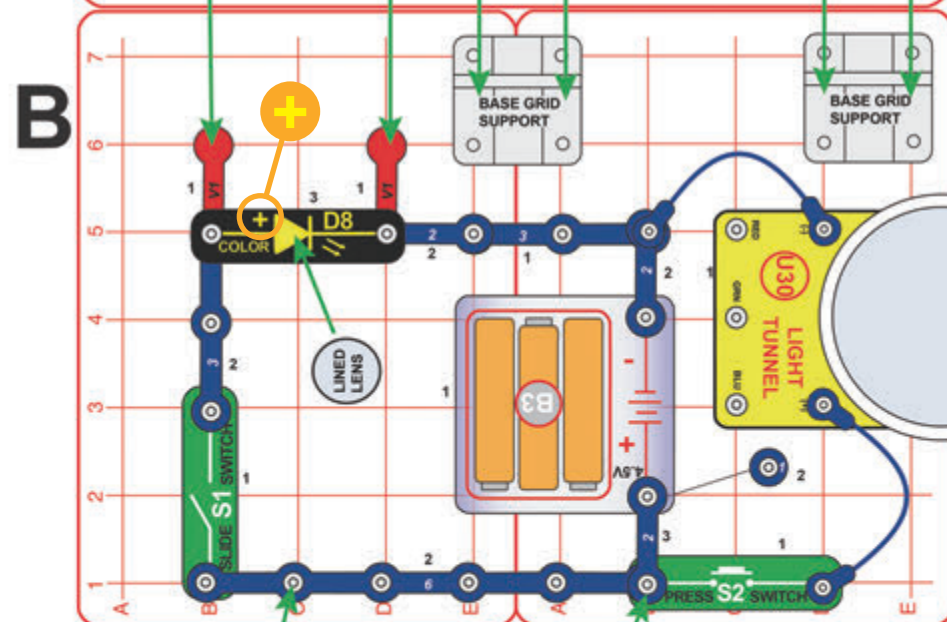 B
7
6
5
4
3
2
1
A
B
C
D
E
A
C
D
E
BASE GRID
SUPPORT
BASE GRID
SUPPORT
+
1
V1
1
V1
3
+
D8
COLOR
2
2
3
1
2
2
LINED
LENS
3
2
1
SLIDE S1 SWITCH
1
B3
-
+
4.5V
1
RED
GRN
BLU
U30
LIGHT
TUNNEL
(-)
(+)
1
2
2
3
2
6
1
PRESS S2 SWITCH